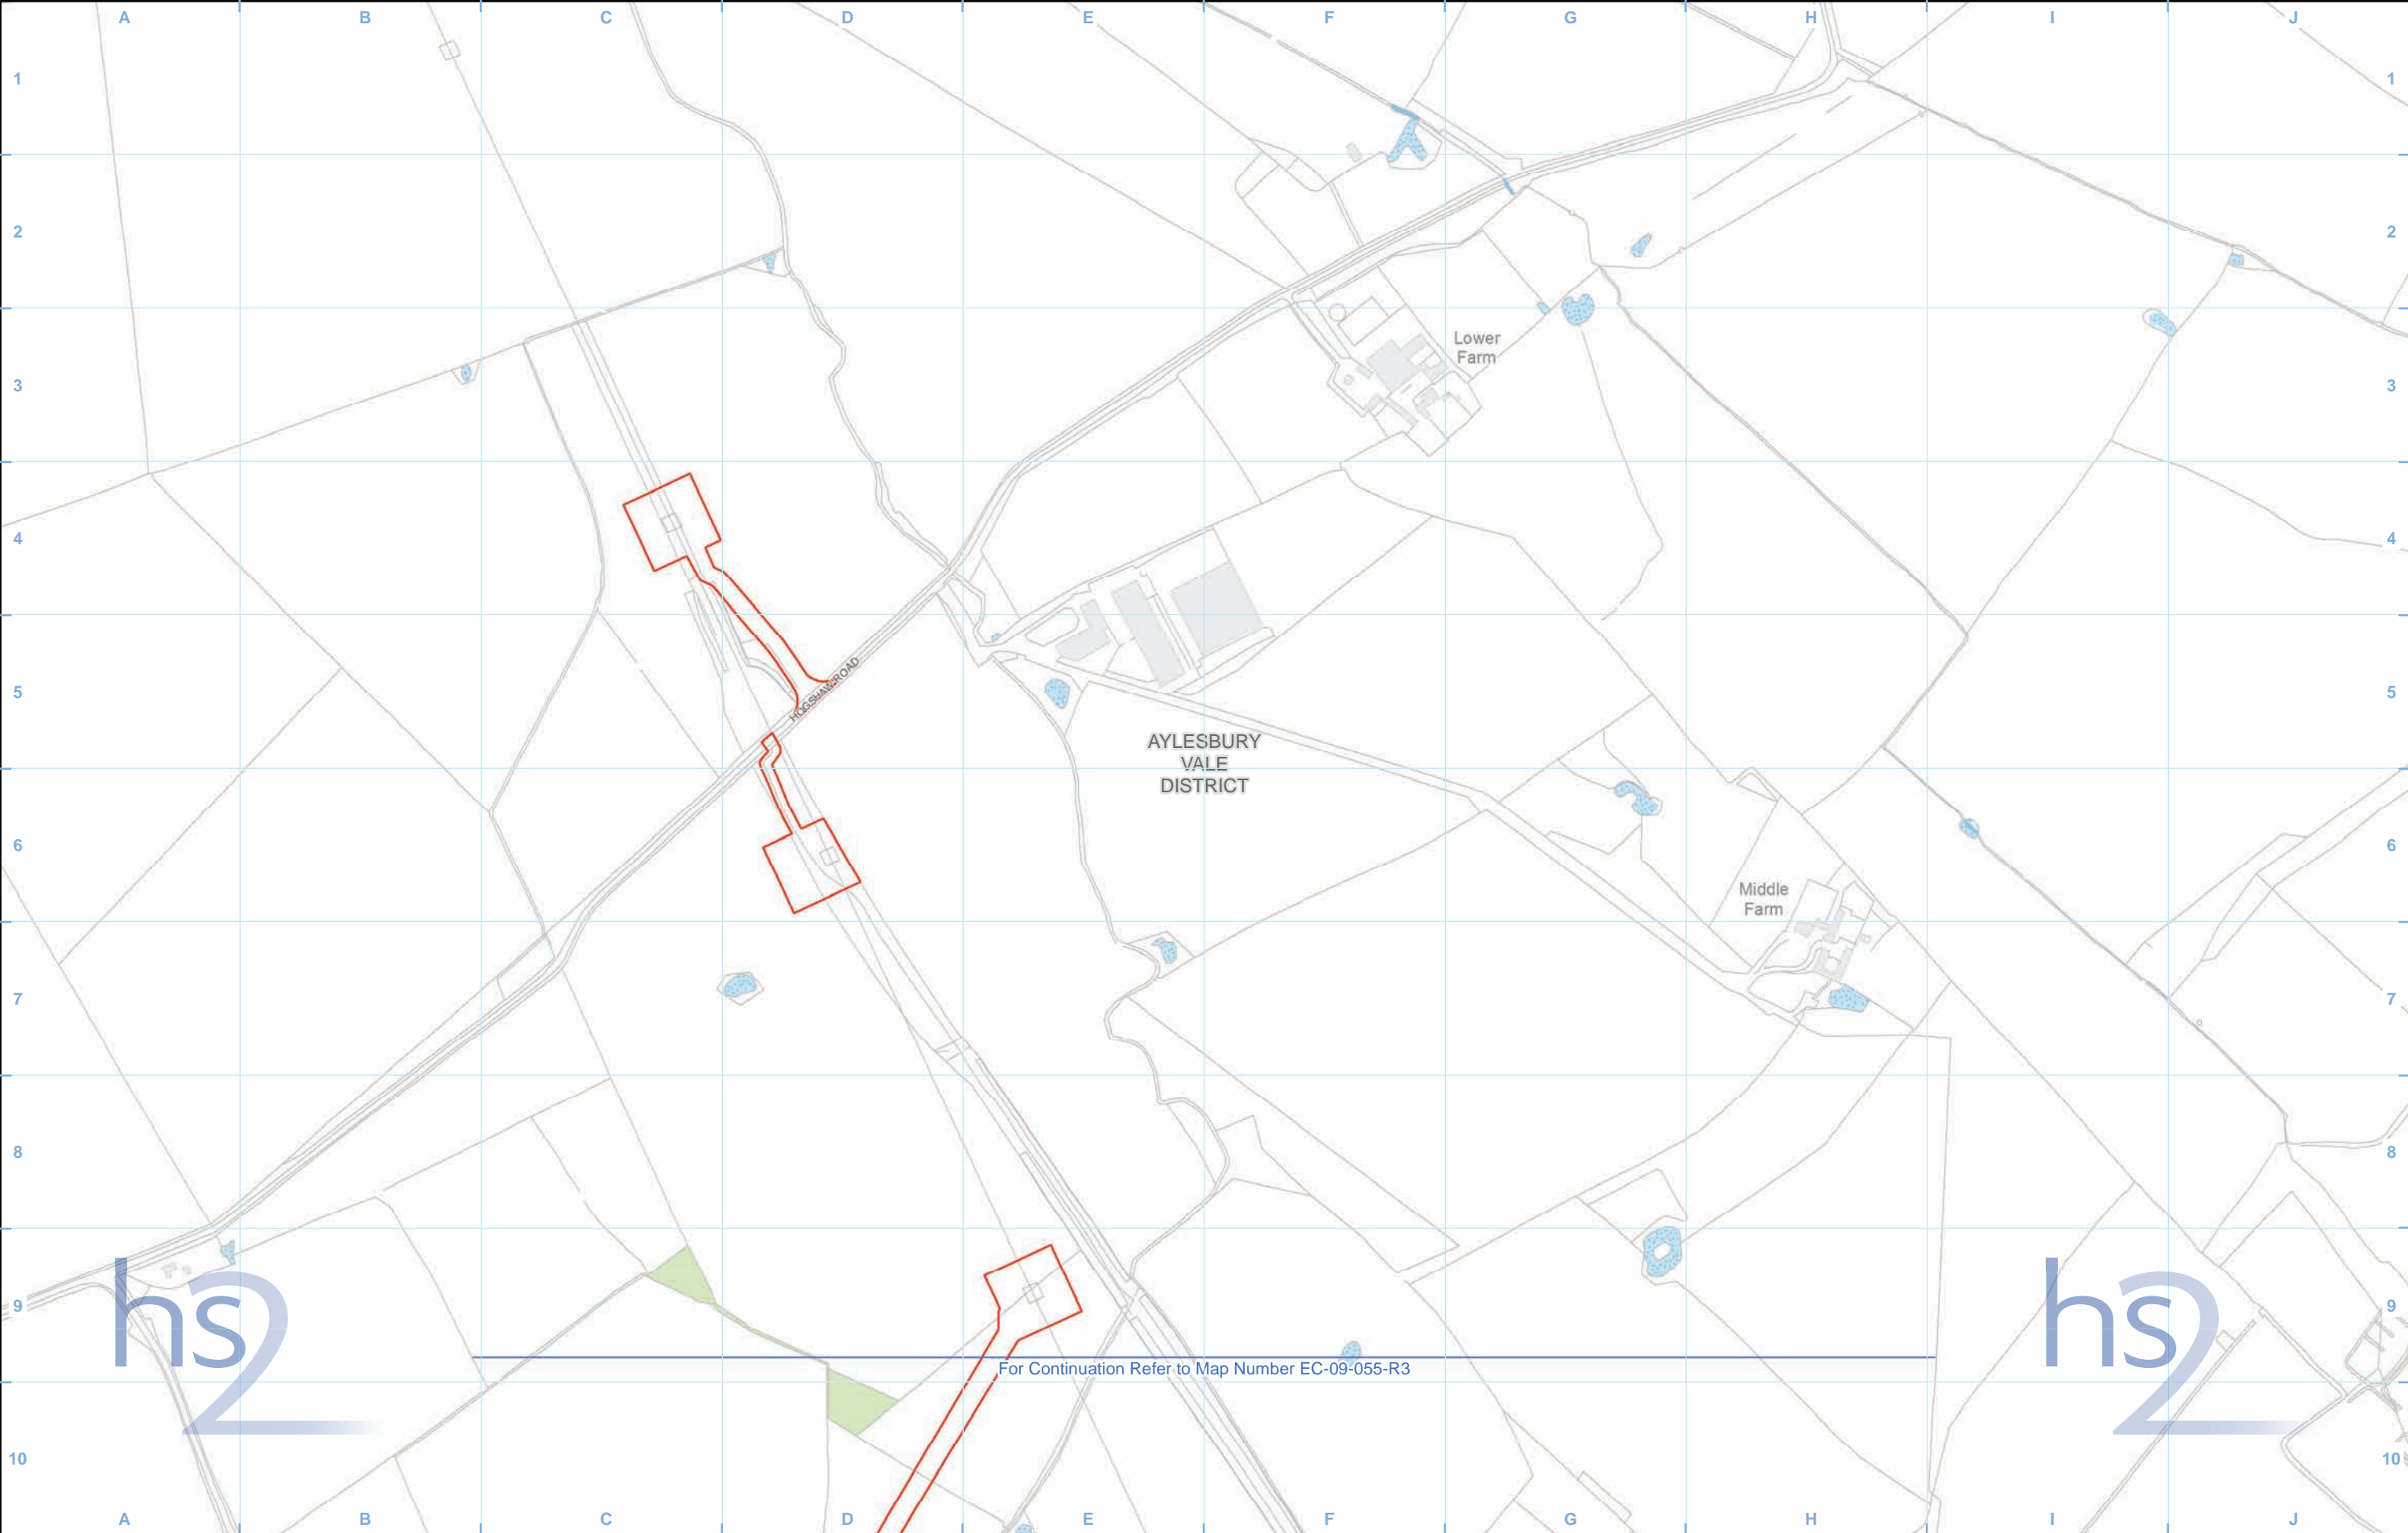 A B C D E F G H I J
1 1
2 2
Lower
Farm
3 3
4 4
HOGSHAW ROAD
5 5
AYLESBURY
VALE
DISTRICT
6 6
Middle
Farm
7 7
8 8
hs2 hs2
9 9
For Continuation Refer to Map Number EC-09-055-R3
10 10
A B C D E F G H I J